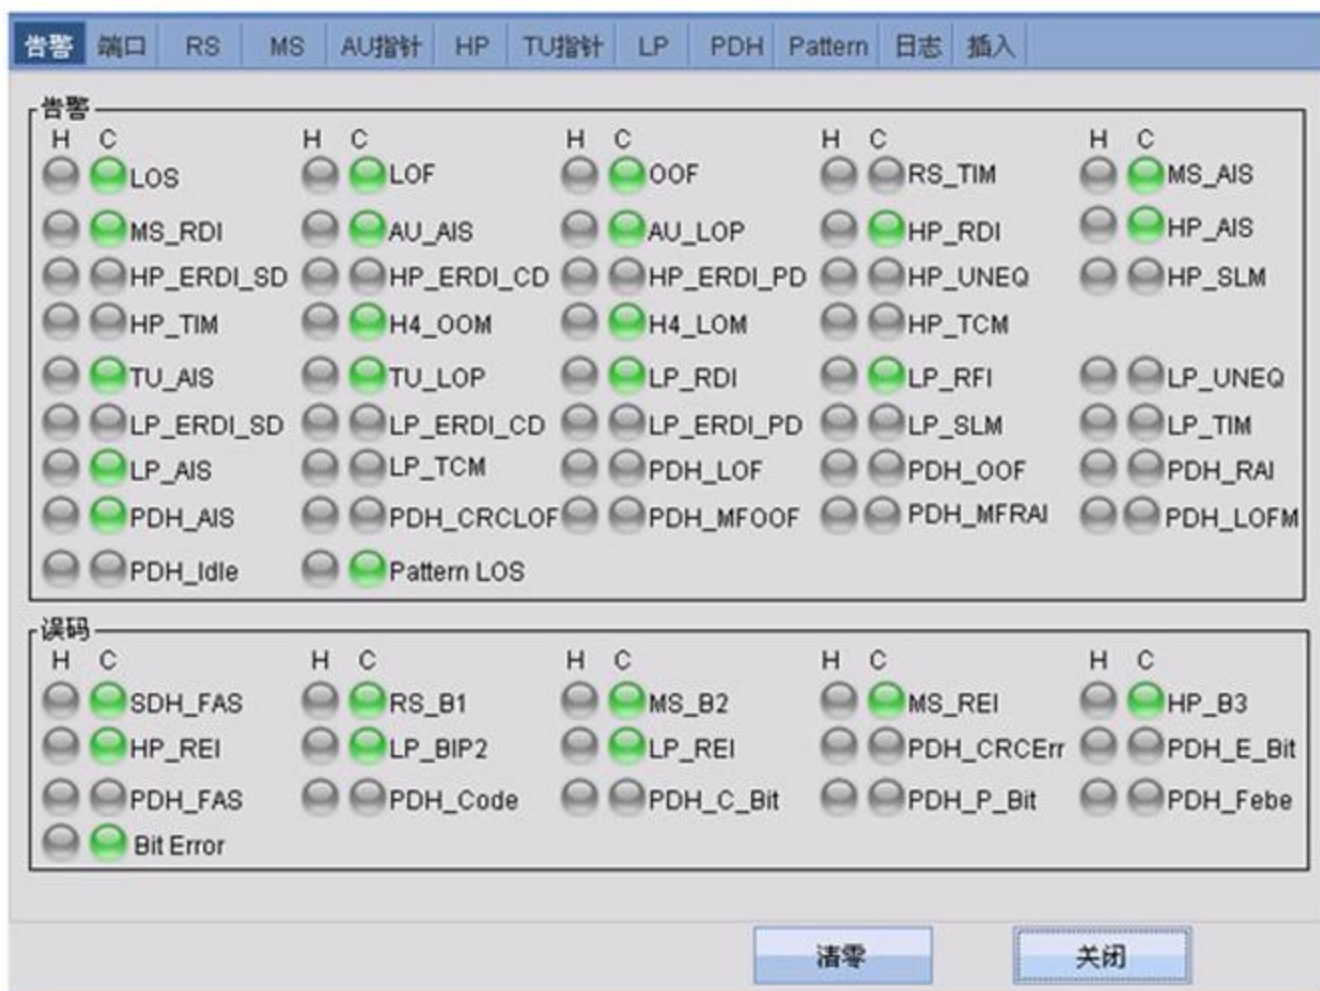 告警 端口 RS MS AU指针 HP TU指针 LP PDH Pattern 日志 插入
告警
H C H C H C H C H C
LOS LOF OOF RS_TIM MS_AIS
MS_RDI AU_AIS AU_LOP HP_RDI HP_AIS
HP_ERDI_SD HP_ERDI_CD HP_ERDI_PD HP_UNEQ HP_SLM
HP_TIM H4_OOM H4_LOM HP_TCM
TU_AIS TU_LOP LP_RDI LP_RFI LP_UNEQ
LP_ERDI_SD LP_ERDI_CD LP_ERDI_PD LP_SLM LP_TIM
LP_AIS LP_TCM PDH_LOF PDH_OOF PDH_RAI
PDH_AIS PDH_CRCLOF PDH_MFOOF PDH_MFRAI PDH_LOFM
PDH_Idle Pattern LOS
误码
H C H C H C H C H C
SDH_FAS RS_B1 MS_B2 MS_REI HP_B3
HP_REI LP_BIP2 LP_REI PDH_CRCErr PDH_E_Bit
PDH_FAS PDH_Code PDH_C_Bit PDH_P_Bit PDH_Febe
Bit Error
清零 关闭